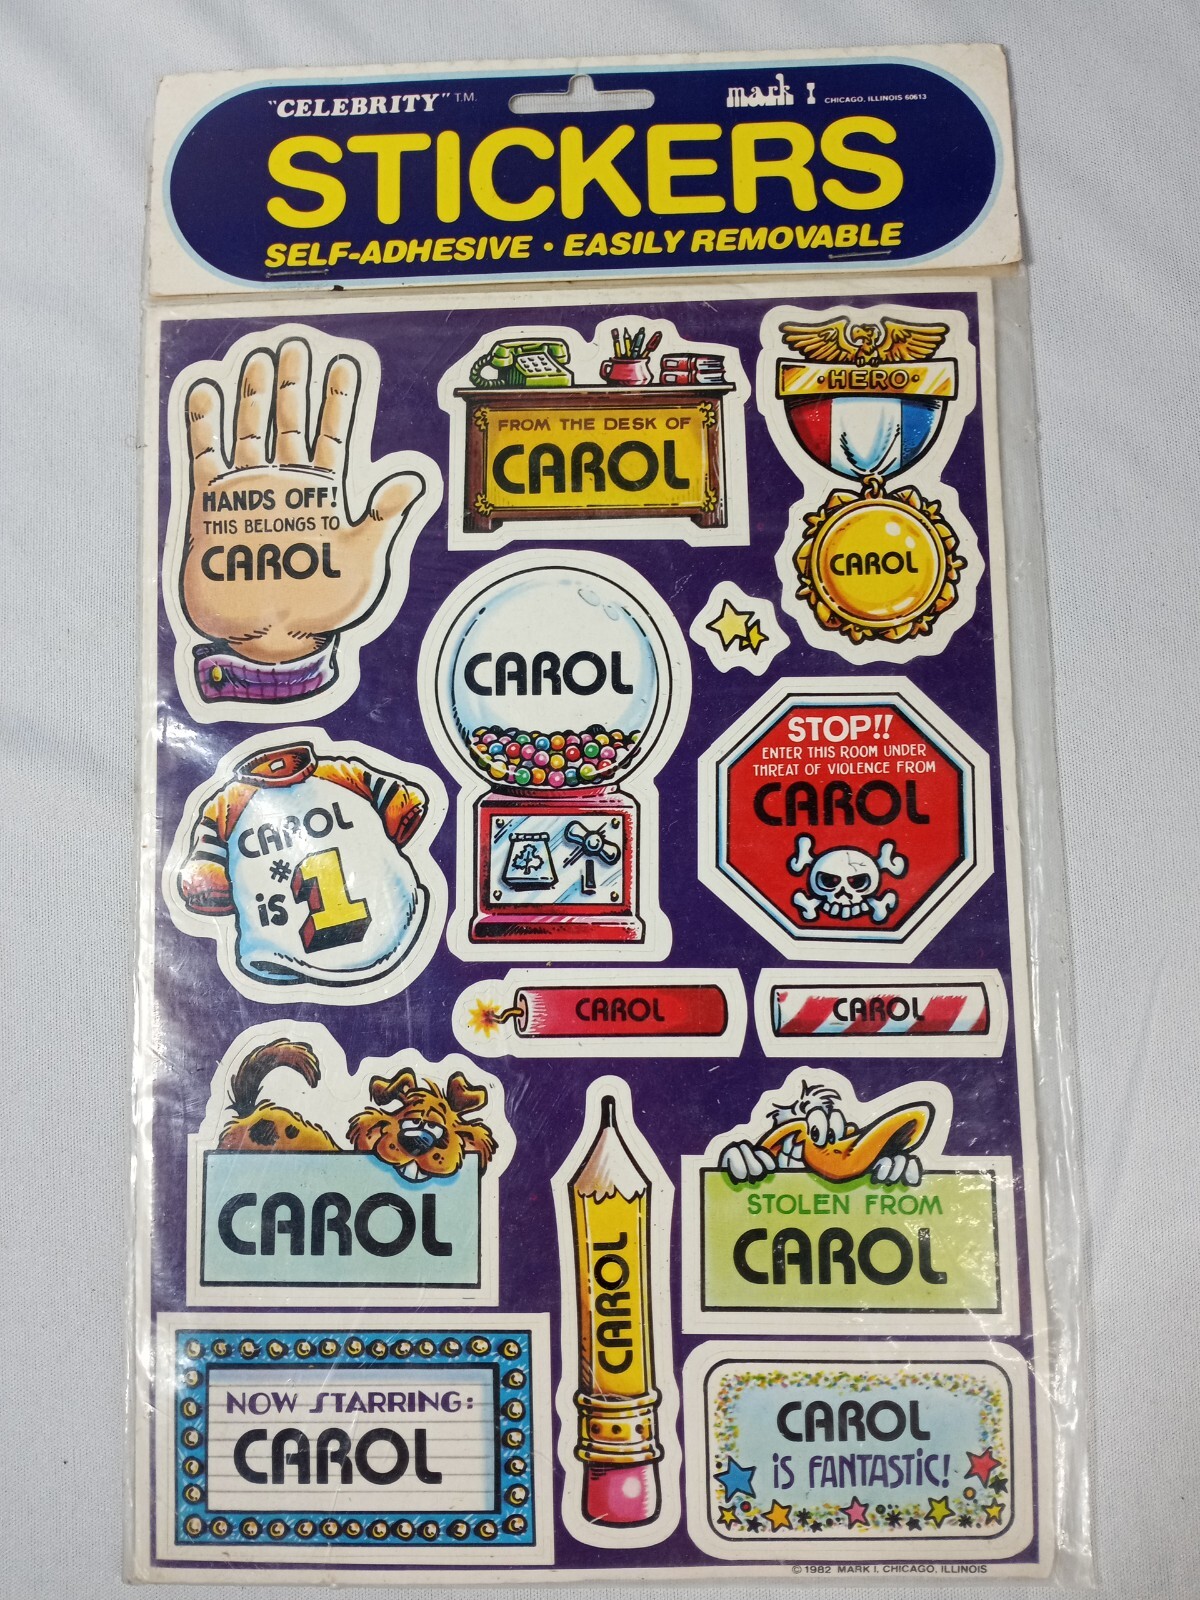 "CELEBRITY" T.M.
mark I CHICAGO, ILLINOIS 60613
STICKERS
SELF-ADHESIVE • EASILY REMOVABLE
HANDS OFF!
THIS BELONGS TO
CAROL
FROM THE DESK OF
CAROL
•HERO•
CAROL
CAROL
CAROL
#
is 1
STOP!!
ENTER THIS ROOM UNDER
THREAT OF VIOLENCE FROM
CAROL
CAROL
CAROL
CAROL
CAROL
STOLEN FROM
CAROL
NOW STARRING:
CAROL
CAROL
iS FANTASTiC!
© 1982 MARK I, CHICAGO, ILLINOIS